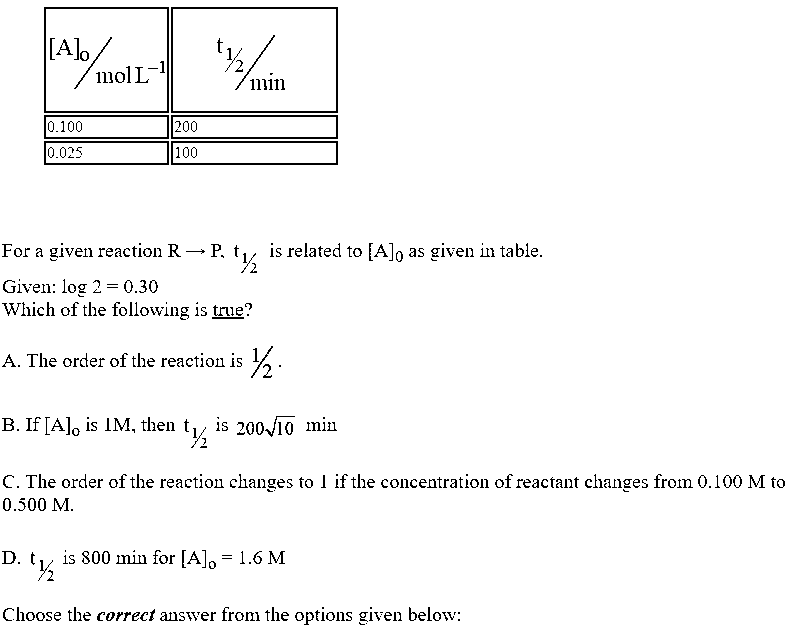 [A]₀/mol L⁻¹ t½/min
0.100 200
0.025 100
For a given reaction R → P, t½ is related to [A]₀ as given in table.
Given: log 2 = 0.30
Which of the following is true?
A. The order of the reaction is ½.
B. If [A]₀ is 1M, then t½ is 200√10 min
C. The order of the reaction changes to 1 if the concentration of reactant changes from 0.100 M to
0.500 M.
D. t½ is 800 min for [A]₀ = 1.6 M
Choose the correct answer from the options given below: